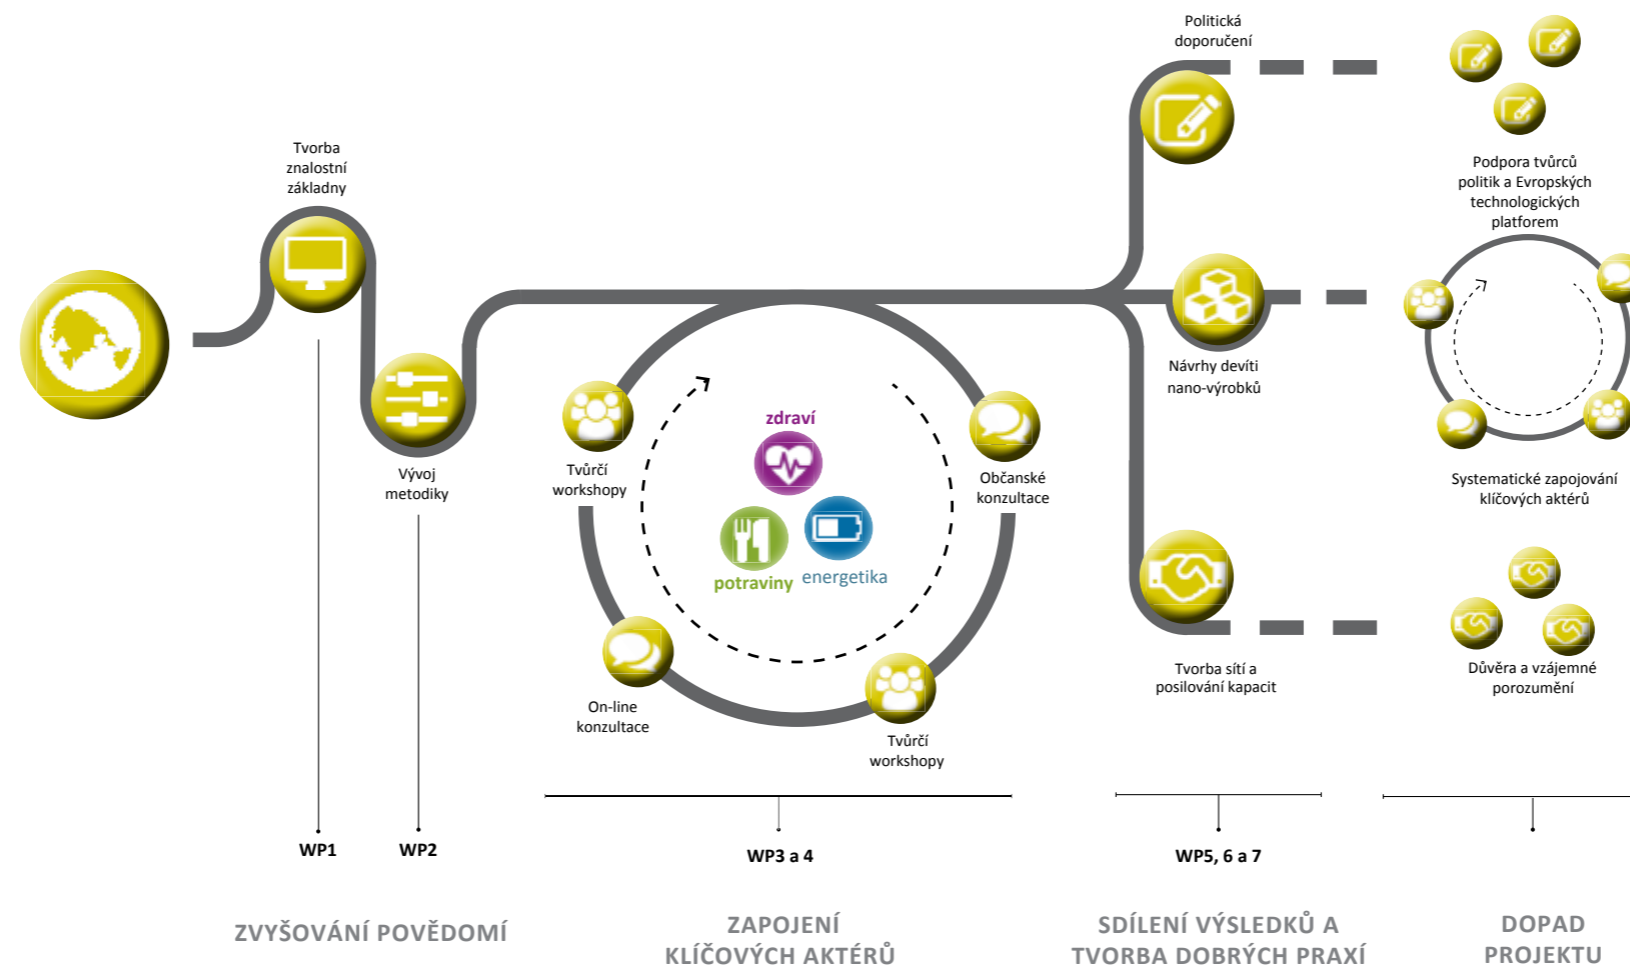 Tvorba
znalostní
základny
Vývoj
metodiky
Tvůrčí
workshopy
zdraví
potraviny
energetika
Občanské
konzultace
On-line
konzultace
Tvůrčí
workshopy
Politická
doporučení
Návrhy devíti
nano-výrobků
Tvorba sítí a
posilování kapacit
Podpora tvůrců
politik a Evropských
technologických
platforem
Systematické zapojování
klíčových aktérů
Důvěra a vzájemné
porozumění
WP1
WP2
WP3 a 4
WP5, 6 a 7
ZVYŠOVÁNÍ POVĚDOMÍ
ZAPOJENÍ
KLÍČOVÝCH AKTÉRŮ
SDÍLENÍ VÝSLEDKŮ A
TVORBA DOBRÝCH PRAXÍ
DOPAD
PROJEKTU